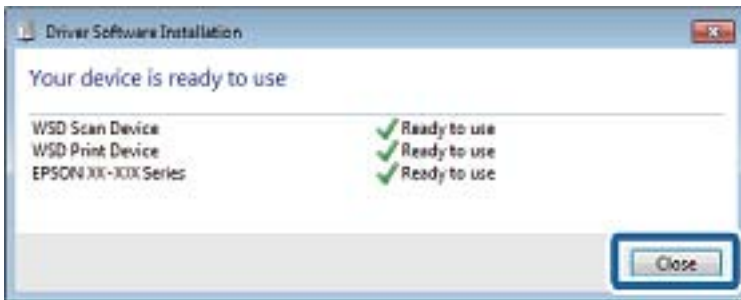 Driver Software Installation
Your device is ready to use
WSD Scan Device Ready to use
WSD Print Device Ready to use
EPSON XX-XXX Series Ready to use
Close